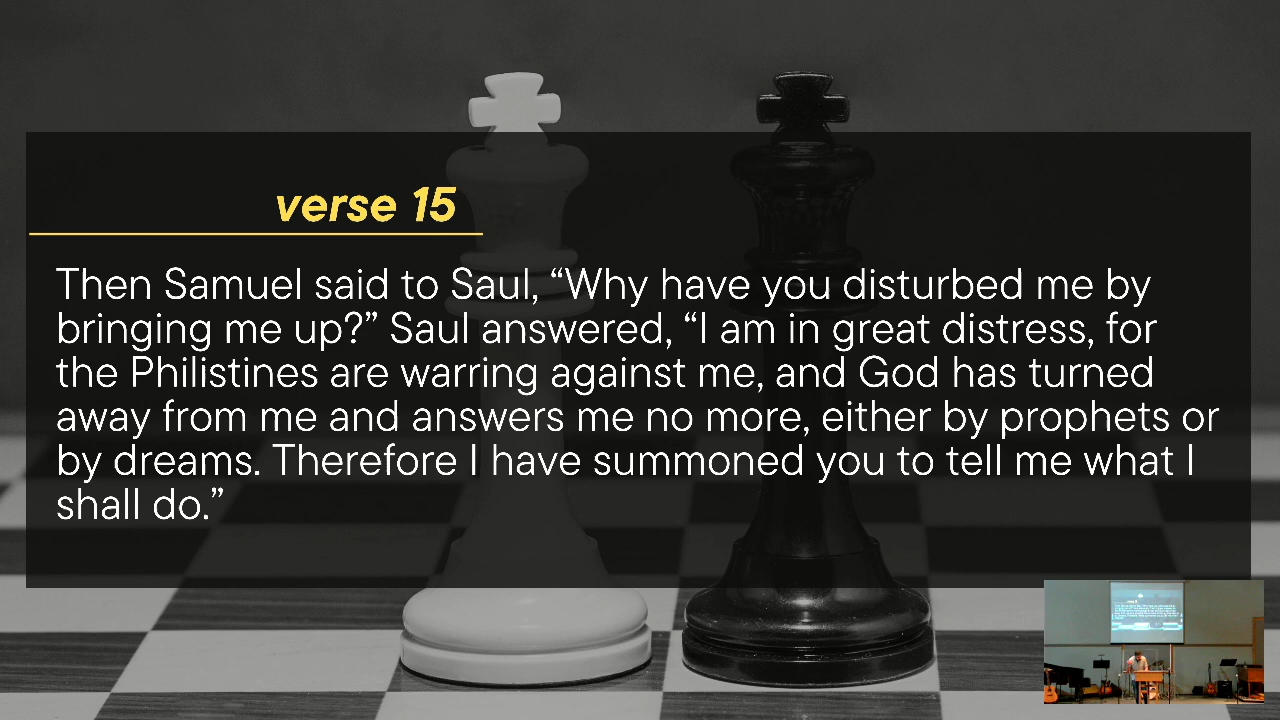 verse 15
Then Samuel said to Saul, “Why have you disturbed me by
bringing me up?” Saul answered, “I am in great distress, for
the Philistines are warring against me, and God has turned
away from me and answers me no more, either by prophets or
by dreams. Therefore I have summoned you to tell me what I
shall do.”